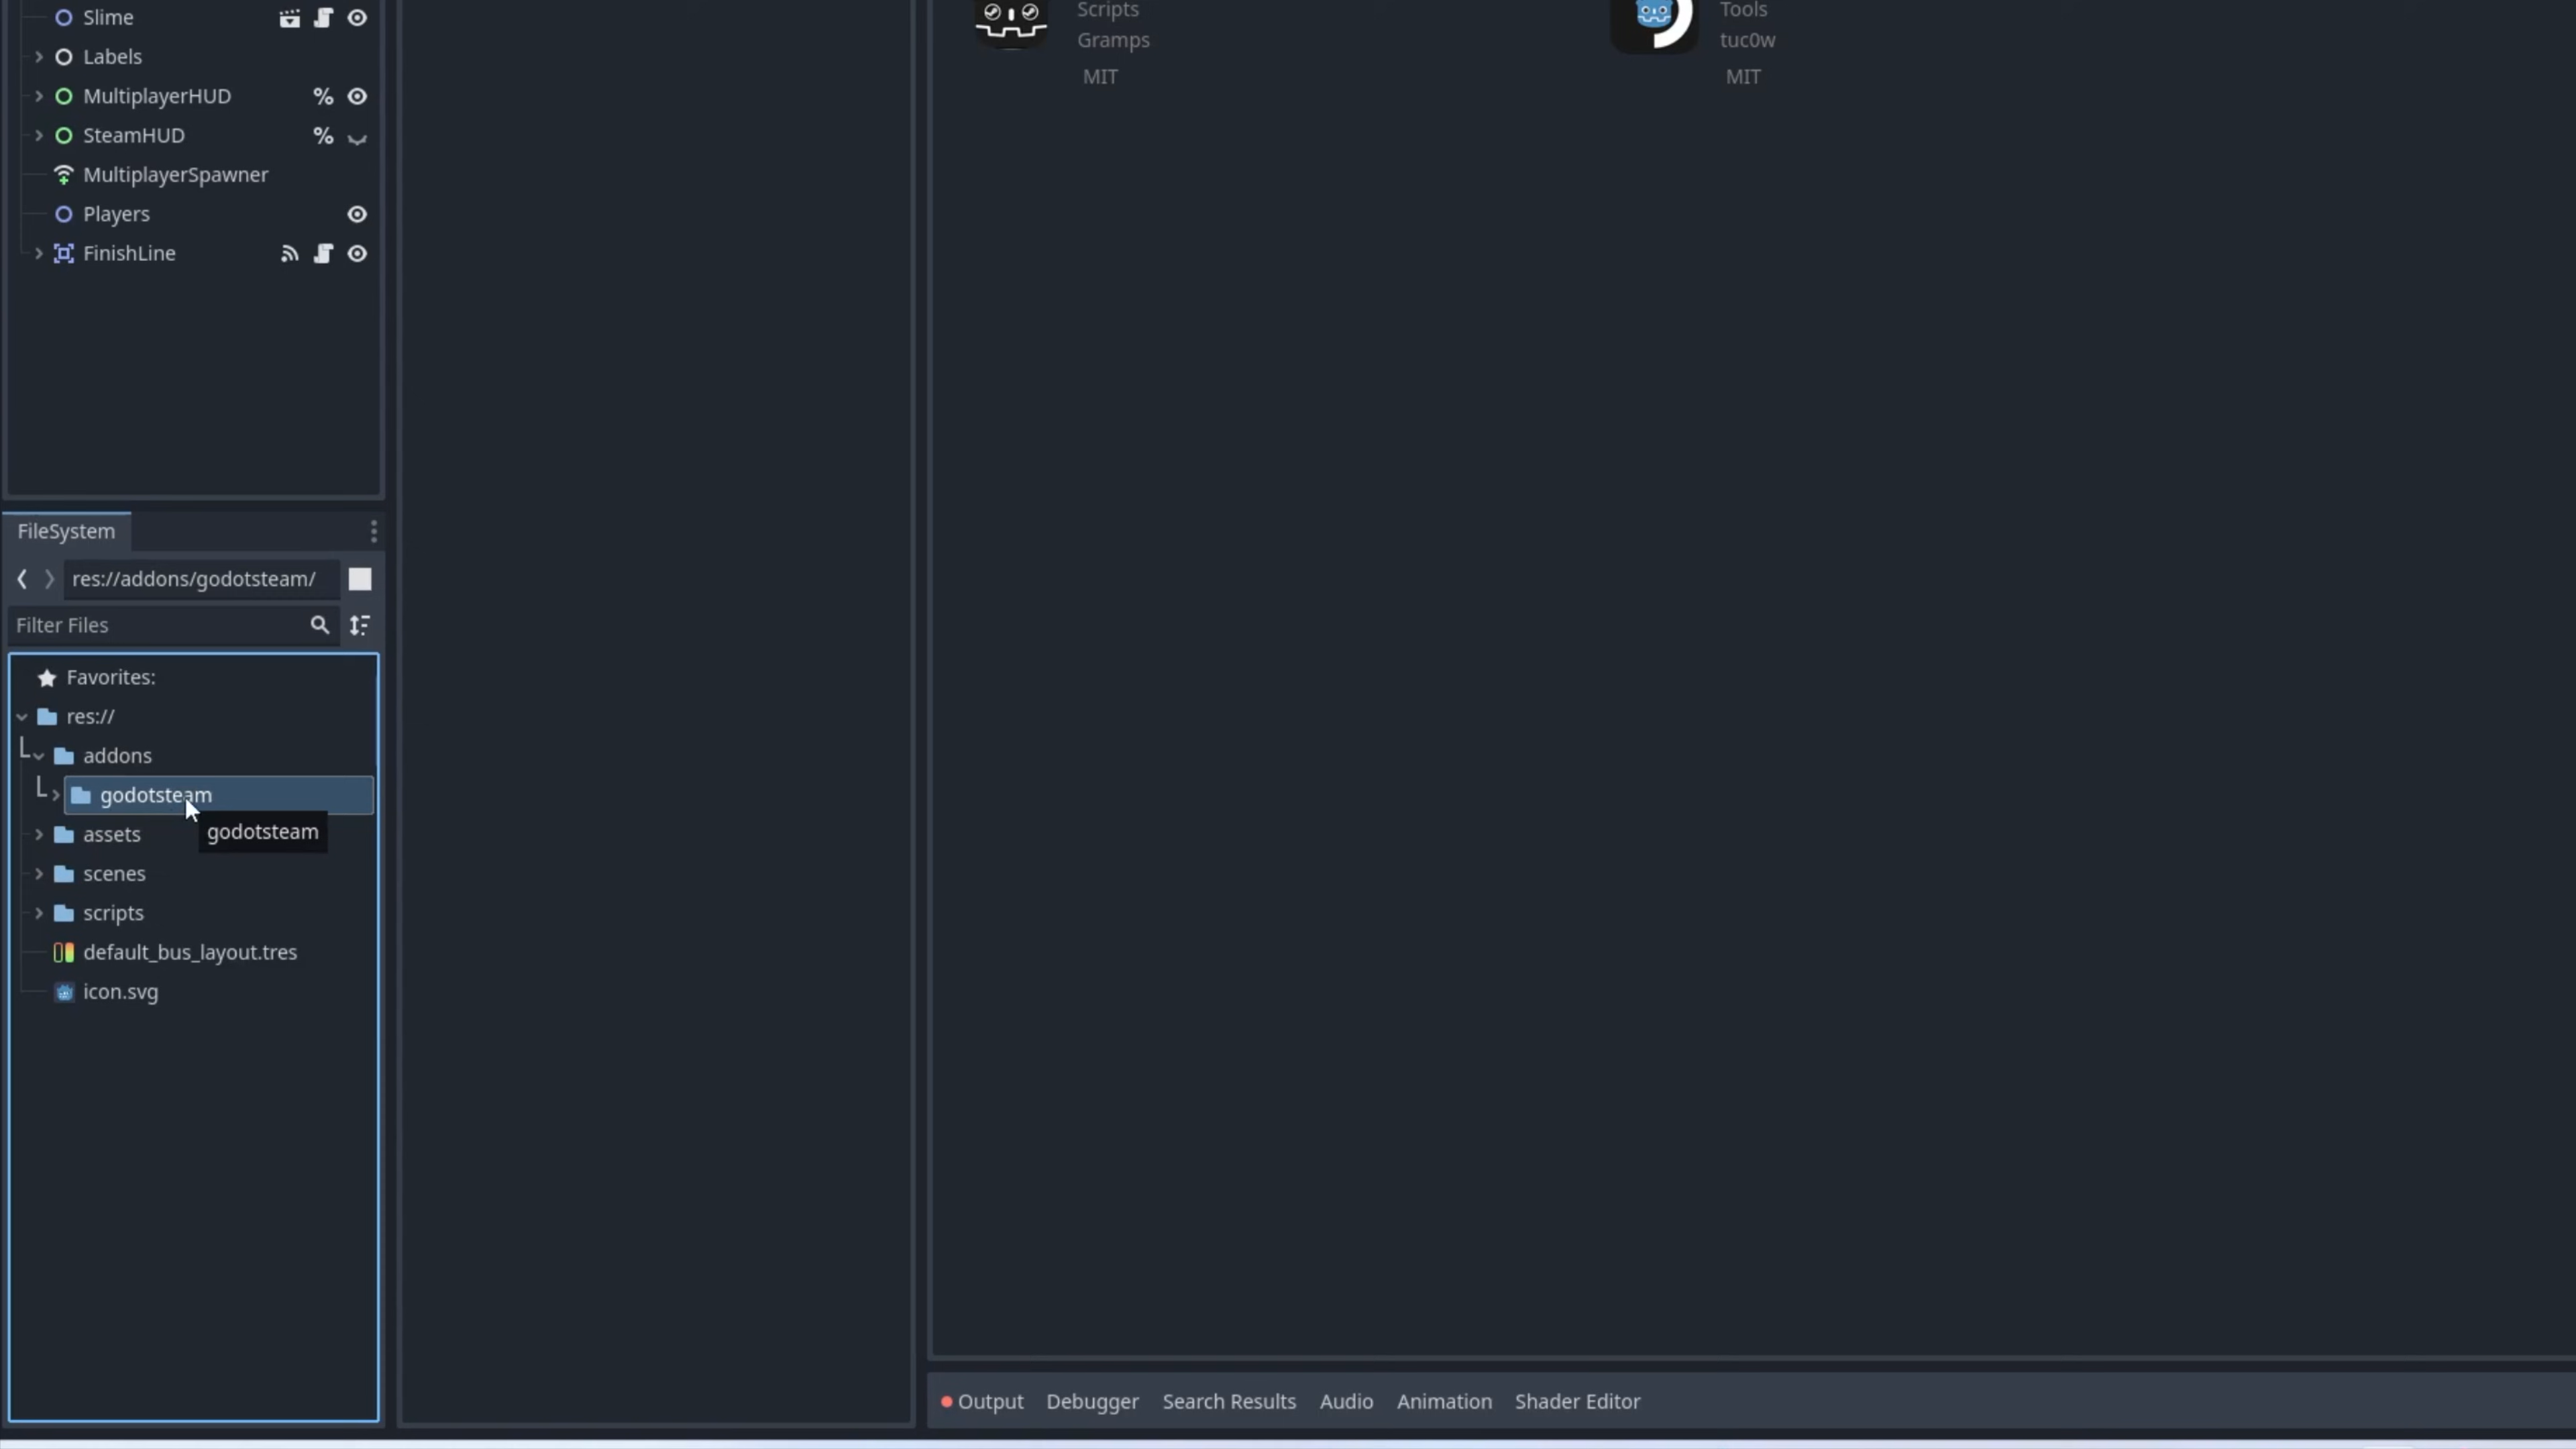 Slime
Labels
MultiplayerHUD
SteamHUD
MultiplayerSpawner
Players
FinishLine
FileSystem
res://addons/godotsteam/
Filter Files
Favorites:
res://
addons
godotsteam
godotsteam
assets
scenes
scripts
default_bus_layout.tres
icon.svg
Scripts
Gramps
MIT
Tools
tuc0w
MIT
Output Debugger Search Results Audio Animation Shader Editor